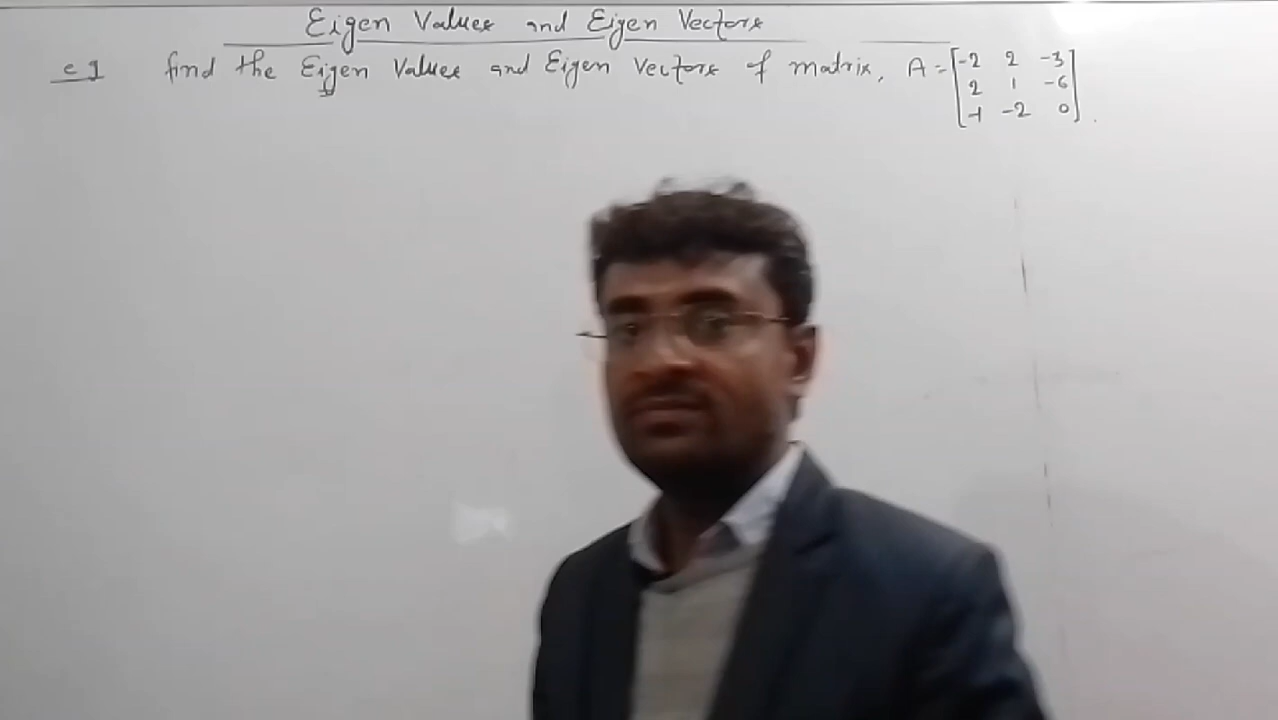 Eigen Values and Eigen Vectors
eg find the Eigen Values and Eigen Vectors of matrix, A = [-2 2 -3
2 1 -6
-1 -2 0].